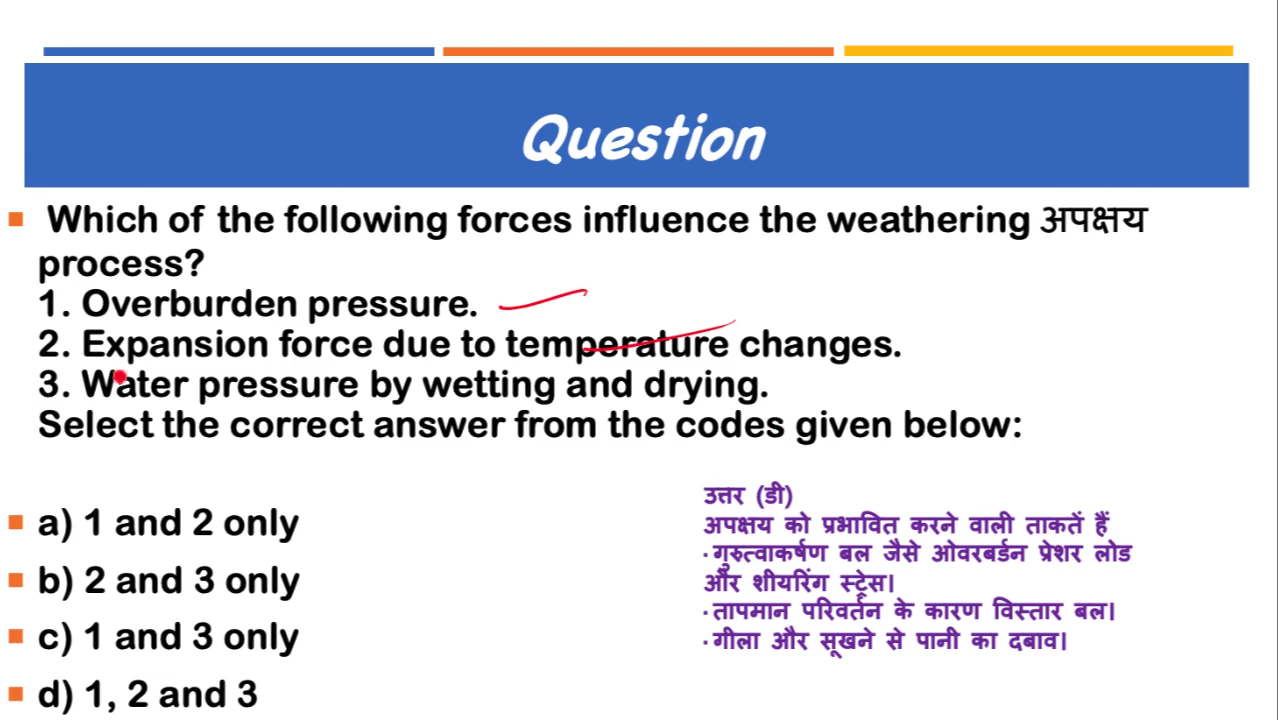 Question
Which of the following forces influence the weathering अपक्षय
process?
1. Overburden pressure.
2. Expansion force due to temperature changes.
3. Water pressure by wetting and drying.
Select the correct answer from the codes given below:
a) 1 and 2 only
b) 2 and 3 only
c) 1 and 3 only
d) 1, 2 and 3
उत्तर (डी)
अपक्षय को प्रभावित करने वाली ताकतें हैं
· गुरुत्वाकर्षण बल जैसे ओवरबर्डन प्रेशर लोड
और शीयरिंग स्ट्रेस।
· तापमान परिवर्तन के कारण विस्तार बल।
· गीला और सूखने से पानी का दबाव।